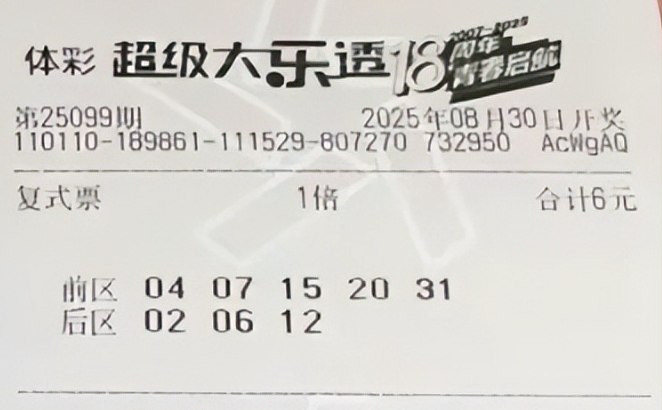 体彩 超级大乐透 18 2007-2025 周年 青春启航
第25099期 2025年08月30日开奖
110110-189861-111529-807270 732950 AcWgAQ
复式票 1倍 合计6元
前区 04 07 15 20 31
后区 02 06 12